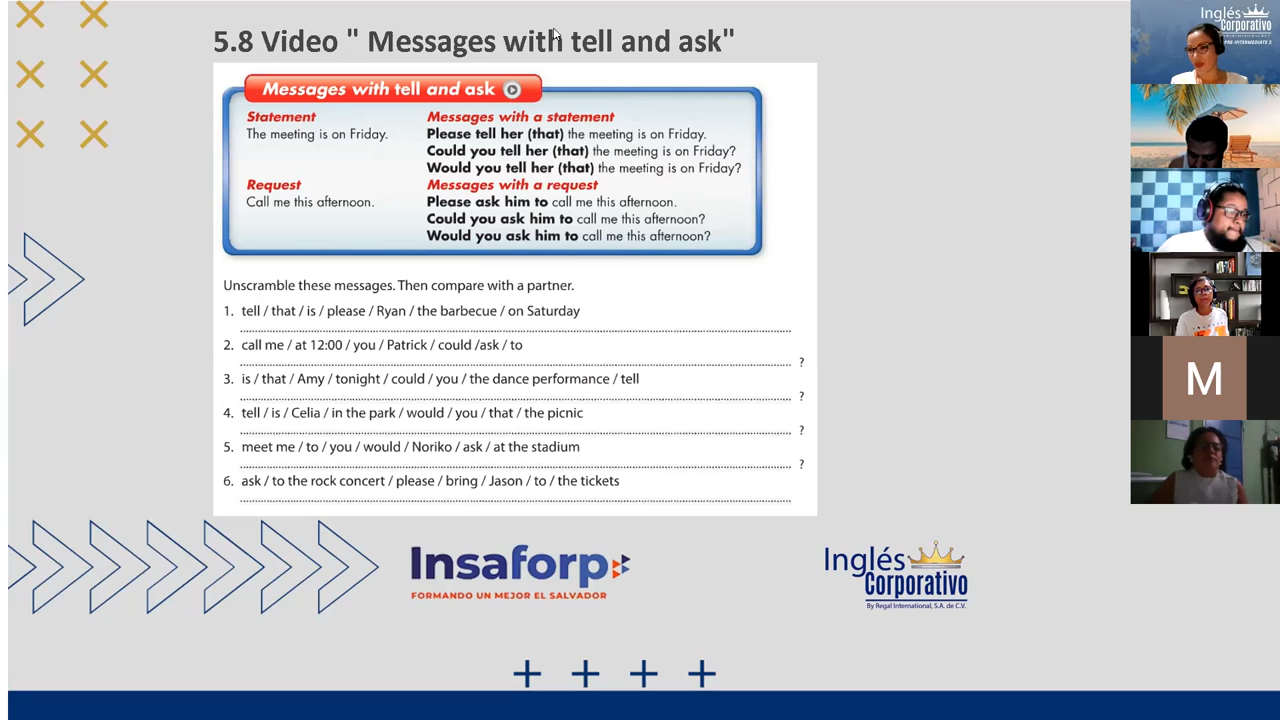 5.8 Video " Messages with tell and ask"
Messages with tell and ask
Statement
The meeting is on Friday.
Messages with a statement
Please tell her (that) the meeting is on Friday.
Could you tell her (that) the meeting is on Friday?
Would you tell her (that) the meeting is on Friday?
Request
Call me this afternoon.
Messages with a request
Please ask him to call me this afternoon.
Could you ask him to call me this afternoon?
Would you ask him to call me this afternoon?
Unscramble these messages. Then compare with a partner.
1. tell / that / is / please / Ryan / the barbecue / on Saturday
2. call me / at 12:00 / you / Patrick / could /ask / to
?
3. is / that / Amy / tonight / could / you / the dance performance / tell
?
4. tell / is / Celia / in the park / would / you / that / the picnic
?
5. meet me / to / you / would / Noriko / ask / at the stadium
?
6. ask / to the rock concert / please / bring / Jason / to / the tickets
Insaforp
FORMANDO UN MEJOR EL SALVADOR
Inglés
Corporativo
By Regal International, S.A. de C.V.
Inglés
Corporativo
PRE-INTERMEDIATE 2
M